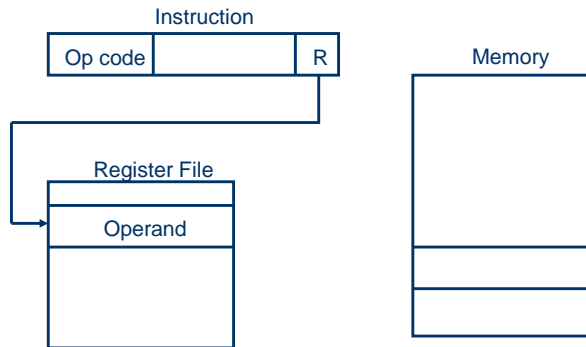 Instruction
Op code
R
Memory
Register File
Operand